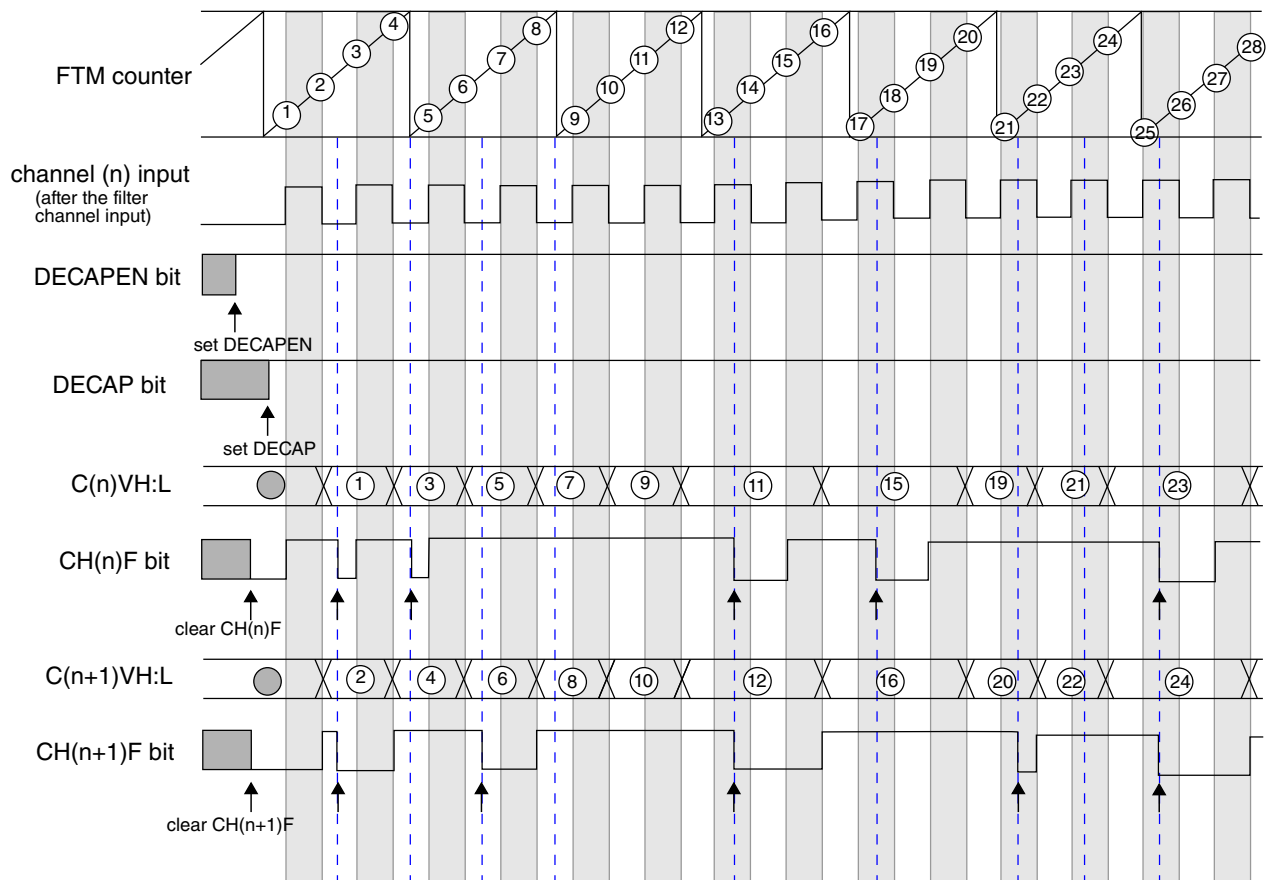 4 8 12 16 20 24 28
3 7 11 15 19 23 27
FTM counter
2 6 10 14 18 22 26
1 5 9 13 17 21 25
channel (n) input
(after the filter
channel input)
DECAPEN bit
set DECAPEN
DECAP bit
set DECAP
C(n)VH:L 1 3 5 7 9 11 15 19 21 23
CH(n)F bit
clear CH(n)F
C(n+1)VH:L 2 4 6 8 10 12 16 20 22 24
CH(n+1)F bit
clear CH(n+1)F